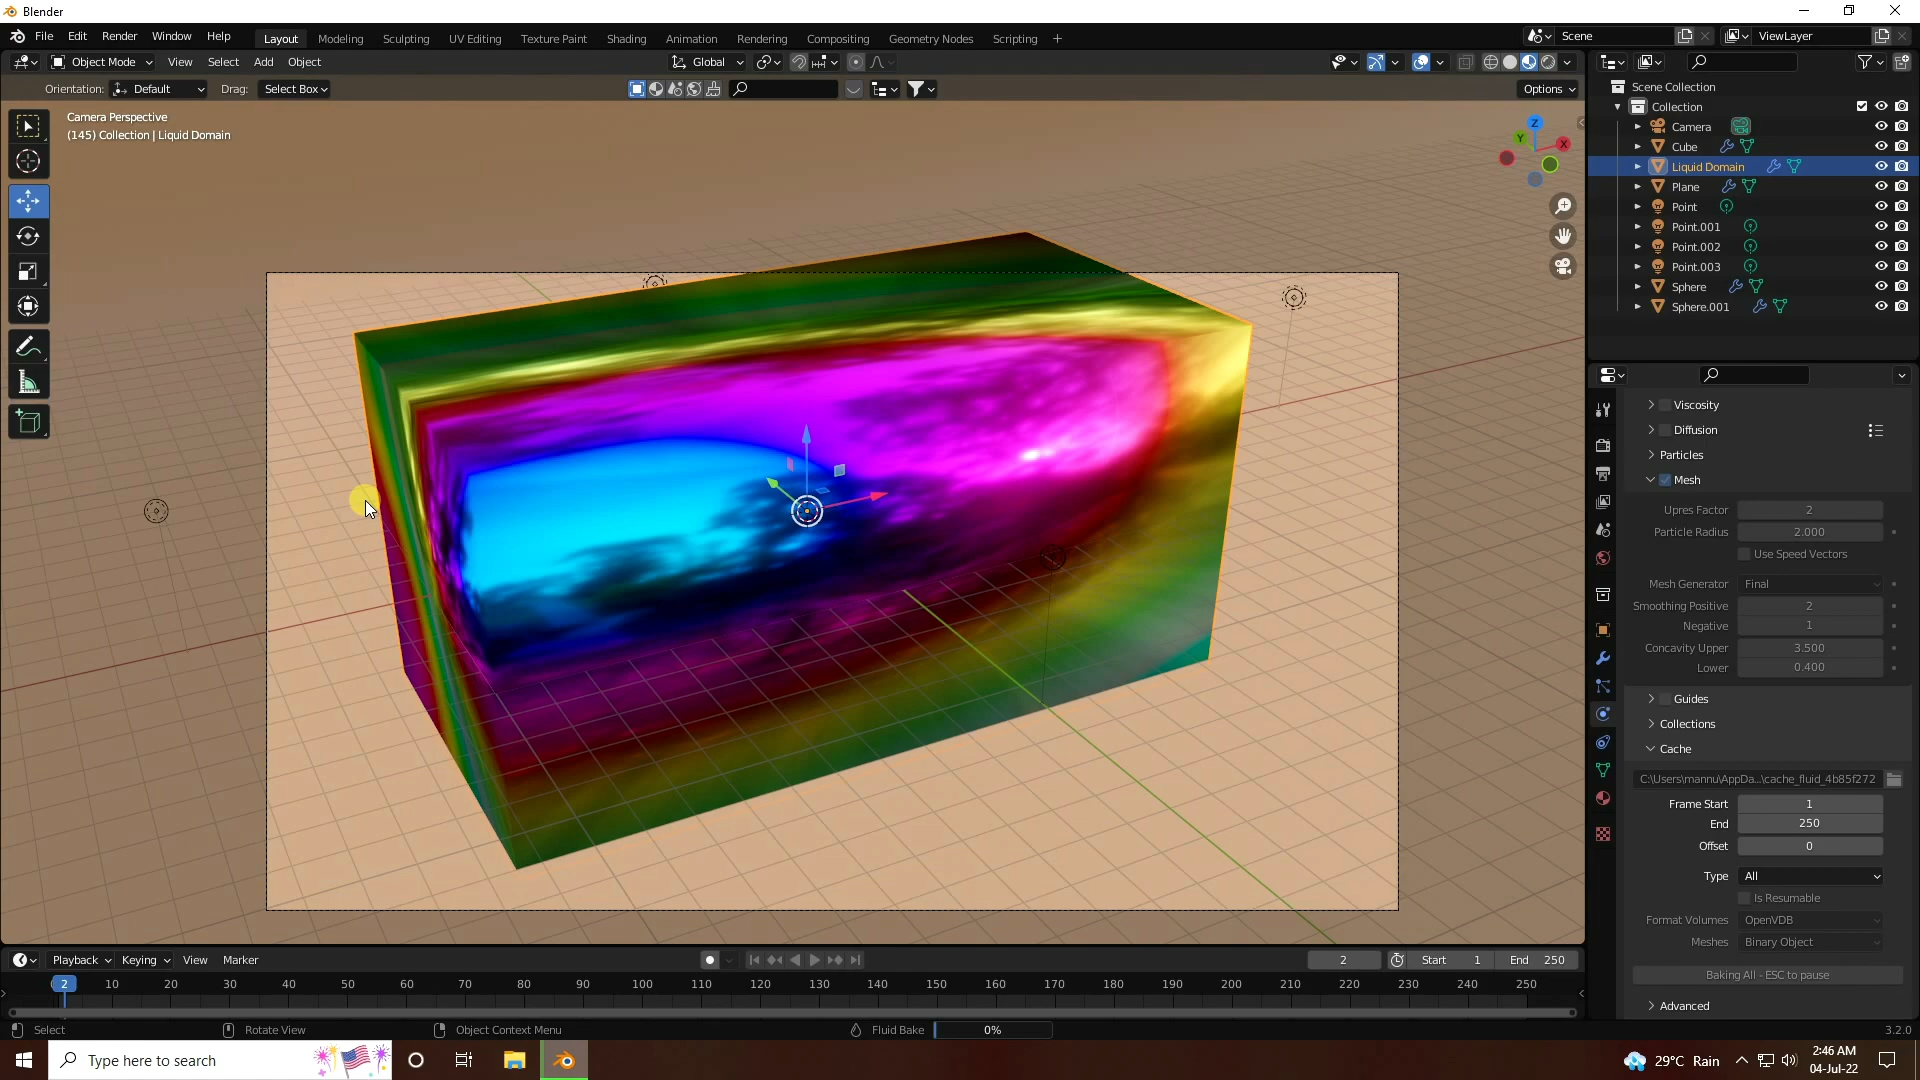 Blender
File Edit Render Window Help Layout Modeling Sculpting UV Editing Texture Paint Shading Animation Rendering Compositing Geometry Nodes Scripting + Scene ViewLayer
Object Mode View Select Add Object Global
Orientation: Default Drag: Select Box Options
Camera Perspective
(145) Collection | Liquid Domain
Z
Y
X
Scene Collection
Collection
Camera
Cube
Liquid Domain
Plane
Point
Point.001
Point.002
Point.003
Sphere
Sphere.001
Viscosity
Diffusion
Particles
Mesh
Upres Factor 2
Particle Radius 2.000
Use Speed Vectors
Mesh Generator Final
Smoothing Positive 2
Negative 1
Concavity Upper 3.500
Lower 0.400
Guides
Collections
Cache
C:\Users\mannu\AppDa...\cache_fluid_4b85f272
Frame Start 1
End 250
Offset 0
Type All
Is Resumable
Format Volumes OpenVDB
Meshes Binary Object
Baking All - ESC to pause
Advanced
Playback Keying View Marker 2 Start 1 End 250
2 10 20 30 40 50 60 70 80 90 100 110 120 130 140 150 160 170 180 190 200 210 220 230 240 250
Select Rotate View Object Context Menu Fluid Bake 0% 3.2.0
Type here to search 29°C Rain 2:46 AM
04-Jul-22